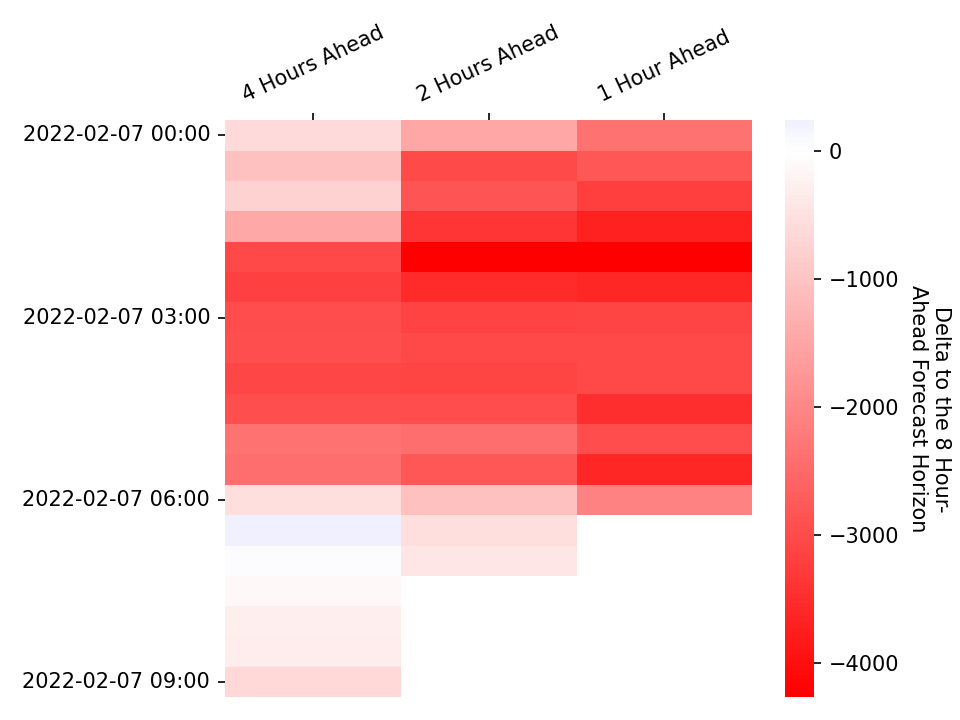 4 Hours Ahead
2 Hours Ahead
1 Hour Ahead
2022-02-07 00:00
2022-02-07 03:00
2022-02-07 06:00
2022-02-07 09:00
0
−1000
−2000
−3000
−4000
Delta to the 8 Hour-
Ahead Forecast Horizon